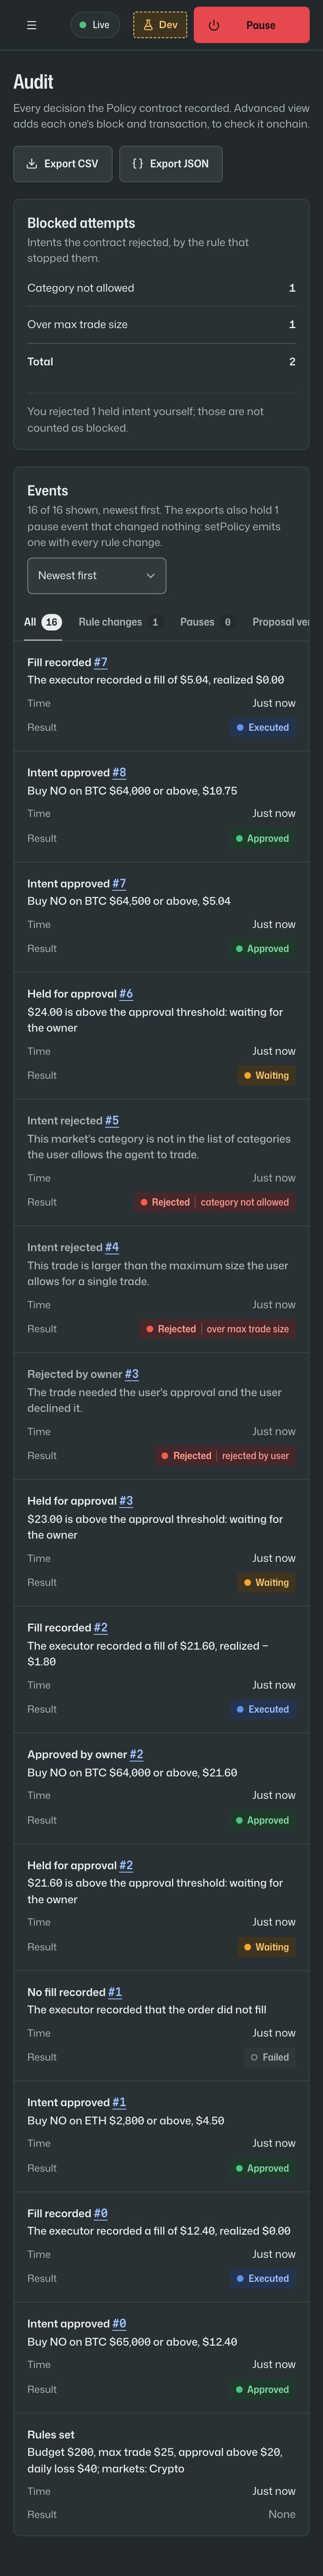 Live
Dev
Pause
Audit
Every decision the Policy contract rejected. Advanced view
adds each one's block and transaction, to check it onchain.
Export CSV
Export JSON
Blocked attempts
Intents the contract rejected, by the rule that
stopped them.
Category not allowed 1
Over max trade size 1
Total 2
You rejected 1 held intent yourself; those are not
counted as blocked.
Events
16 of 16 shown, newest first. The exports also hold 1
pause event that changed nothing: setPolicy emits
one with every rule change.
Newest first
All 16 Rule changes 1 Pauses 0 Proposal ver
Fill recorded #7
The executor recorded a fill of $5.04, realized $0.00
Time Just now
Result Executed
Intent approved #8
Buy NO on BTC $64,000 or above, $10.75
Time Just now
Result Approved
Intent approved #7
Buy NO on BTC $64,500 or above, $5.04
Time Just now
Result Approved
Held for approval #6
$24.00 is above the approval threshold: waiting for
the owner
Time Just now
Result Waiting
Intent rejected #5
This market's category is not in the list of categories
the user allows the agent to trade.
Time Just now
Result Rejected category not allowed
Intent rejected #4
This trade is larger than the maximum size the user
allows for a single trade.
Time Just now
Result Rejected over max trade size
Rejected by owner #3
The trade needed the user's approval and the user
declined it.
Time Just now
Result Rejected rejected by user
Held for approval #3
$23.00 is above the approval threshold: waiting for
the owner
Time Just now
Result Waiting
Fill recorded #2
The executor recorded a fill of $21.60, realized −
$1.80
Time Just now
Result Executed
Approved by owner #2
Buy NO on BTC $64,000 or above, $21.60
Time Just now
Result Approved
Held for approval #2
$21.60 is above the approval threshold: waiting for
the owner
Time Just now
Result Waiting
No fill recorded #1
The executor recorded that the order did not fill
Time Just now
Result Failed
Intent approved #1
Buy NO on ETH $2,800 or above, $4.50
Time Just now
Result Approved
Fill recorded #0
The executor recorded a fill of $12.40, realized $0.00
Time Just now
Result Executed
Intent approved #0
Buy NO on BTC $65,000 or above, $12.40
Time Just now
Result Approved
Rules set
Budget $200, max trade $25, approval above $20,
daily loss $40; markets: Crypto
Time Just now
Result None